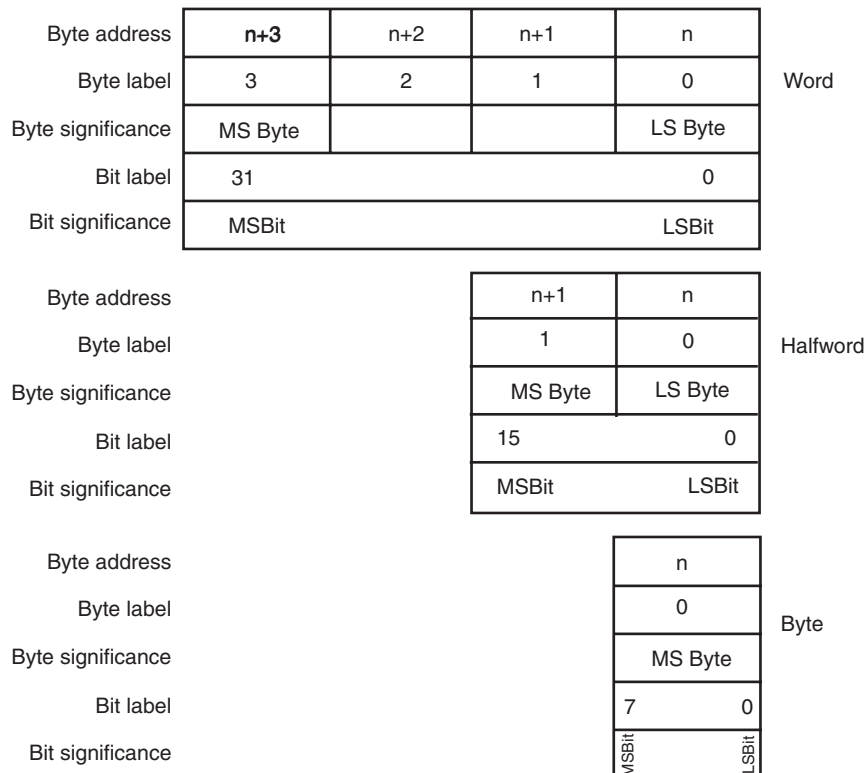 Byte address n+3 n+2 n+1 n
Byte label 3 2 1 0 Word
Byte significance MS Byte LS Byte
Bit label 31 0
Bit significance MSBit LSBit
Byte address n+1 n
Byte label 1 0 Halfword
Byte significance MS Byte LS Byte
Bit label 15 0
Bit significance MSBit LSBit
Byte address n
Byte label 0 Byte
Byte significance MS Byte
Bit label 7 0
Bit significance MSBit LSBit